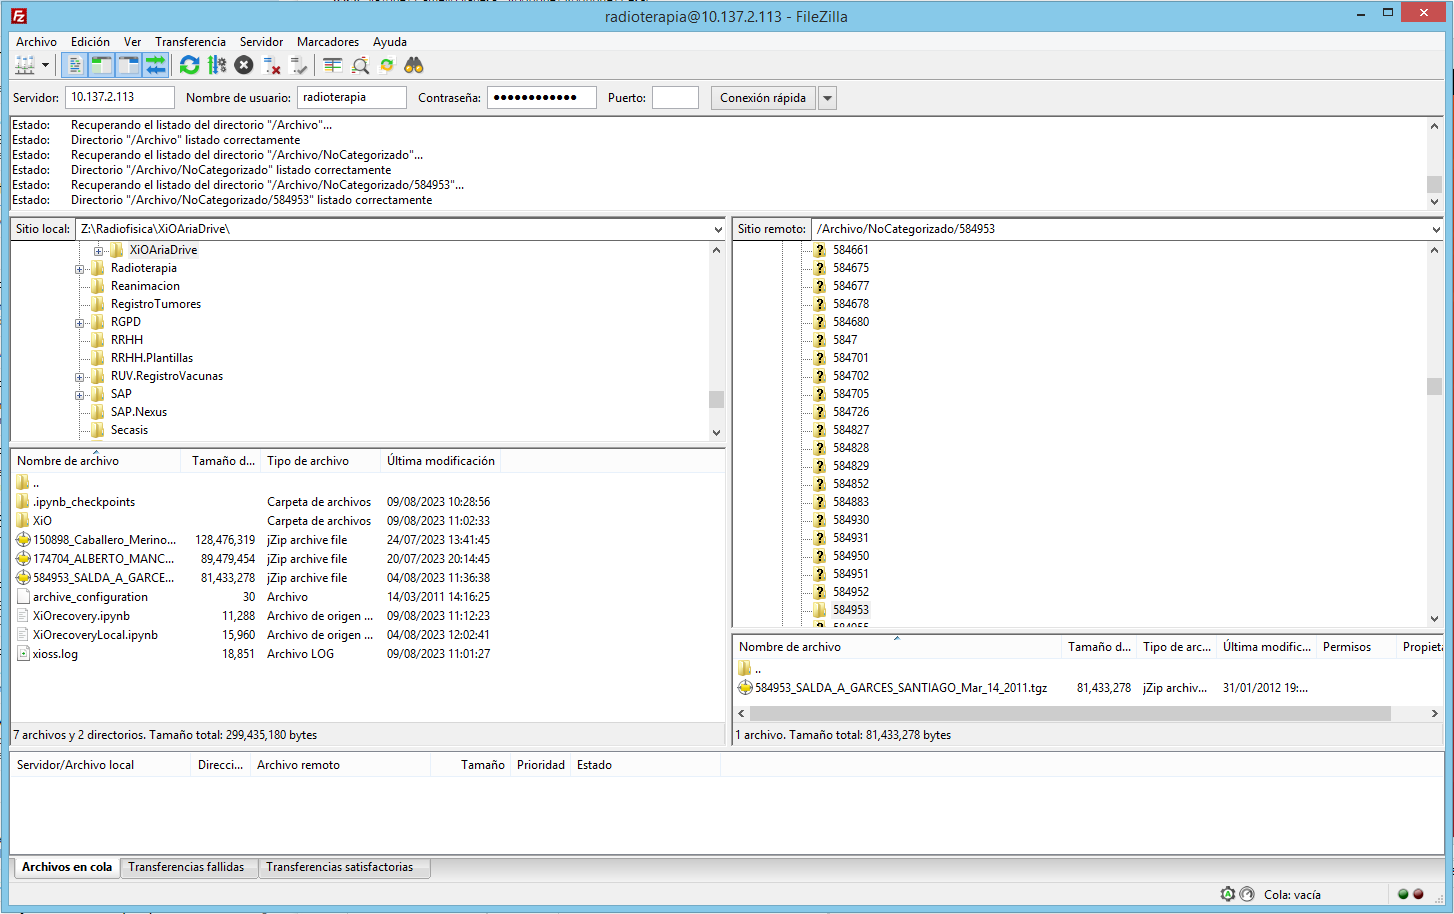 radioterapia@10.137.2.113 - FileZilla
Archivo Edición Ver Transferencia Servidor Marcadores Ayuda
Servidor: 10.137.2.113 Nombre de usuario: radioterapia Contraseña: ●●●●●●●●●●●● Puerto: Conexión rápida
Estado: Recuperando el listado del directorio "/Archivo"...
Estado: Directorio "/Archivo" listado correctamente
Estado: Recuperando el listado del directorio "/Archivo/NoCategorizado"...
Estado: Directorio "/Archivo/NoCategorizado" listado correctamente
Estado: Recuperando el listado del directorio "/Archivo/NoCategorizado/584953"...
Estado: Directorio "/Archivo/NoCategorizado/584953" listado correctamente
Sitio local: Z:\Radiofisica\XiOAriaDrive\
XiOAriaDrive
Radioterapia
Reanimacion
RegistroTumores
RGPD
RRHH
RRHH.Plantillas
RUV.RegistroVacunas
SAP
SAP.Nexus
Secasis
Nombre de archivo Tamaño d... Tipo de archivo Última modificación
..
.ipynb_checkpoints Carpeta de archivos 09/08/2023 10:28:56
XiO Carpeta de archivos 09/08/2023 11:02:33
150898_Caballero_Merino... 128,476,319 jZip archive file 24/07/2023 13:41:45
174704_ALBERTO_MANC... 89,479,454 jZip archive file 20/07/2023 20:14:45
584953_SALDA_A_GARCE... 81,433,278 jZip archive file 04/08/2023 11:36:38
archive_configuration 30 Archivo 14/03/2011 14:16:25
XiOrecovery.ipynb 11,288 Archivo de origen ... 09/08/2023 11:12:23
XiOrecoveryLocal.ipynb 15,960 Archivo de origen ... 04/08/2023 12:02:41
xioss.log 18,851 Archivo LOG 09/08/2023 11:01:27
7 archivos y 2 directorios. Tamaño total: 299,435,180 bytes
Sitio remoto: /Archivo/NoCategorizado/584953
584661
584675
584677
584678
584680
5847
584701
584702
584705
584726
584827
584828
584829
584852
584883
584930
584931
584950
584951
584952
584953
584955
Nombre de archivo Tamaño d... Tipo de arc... Última modific... Permisos Propieta
..
584953_SALDA_A_GARCES_SANTIAGO_Mar_14_2011.tgz 81,433,278 jZip archiv... 31/01/2012 19:...
1 archivo. Tamaño total: 81,433,278 bytes
Servidor/Archivo local Direcci... Archivo remoto Tamaño Prioridad Estado
Archivos en cola Transferencias fallidas Transferencias satisfactorias
Cola: vacía